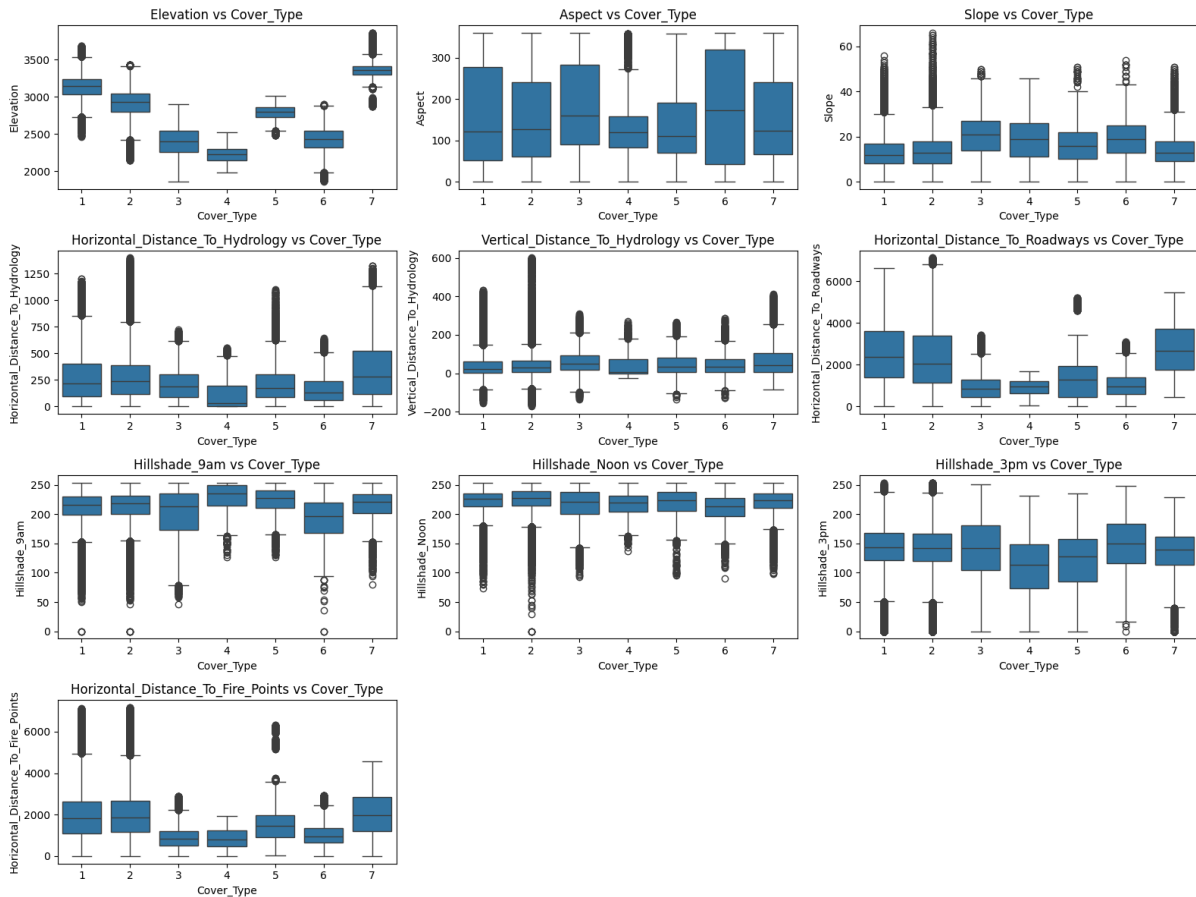 Elevation vs Cover_Type
3500
3000
2500
2000
Elevation
1 2 3 4 5 6 7
Cover_Type
Aspect vs Cover_Type
300
200
100
0
Aspect
1 2 3 4 5 6 7
Cover_Type
Slope vs Cover_Type
60
40
20
0
Slope
1 2 3 4 5 6 7
Cover_Type
Horizontal_Distance_To_Hydrology vs Cover_Type
1250
1000
750
500
250
0
Horizontal_Distance_To_Hydrology
1 2 3 4 5 6 7
Cover_Type
Vertical_Distance_To_Hydrology vs Cover_Type
600
400
200
0
−200
Vertical_Distance_To_Hydrology
1 2 3 4 5 6 7
Cover_Type
Horizontal_Distance_To_Roadways vs Cover_Type
6000
4000
2000
0
Horizontal_Distance_To_Roadways
1 2 3 4 5 6 7
Cover_Type
Hillshade_9am vs Cover_Type
250
200
150
100
50
0
Hillshade_9am
1 2 3 4 5 6 7
Cover_Type
Hillshade_Noon vs Cover_Type
250
200
150
100
50
0
Hillshade_Noon
1 2 3 4 5 6 7
Cover_Type
Hillshade_3pm vs Cover_Type
250
200
150
100
50
0
Hillshade_3pm
1 2 3 4 5 6 7
Cover_Type
Horizontal_Distance_To_Fire_Points vs Cover_Type
6000
4000
2000
0
Horizontal_Distance_To_Fire_Points
1 2 3 4 5 6 7
Cover_Type